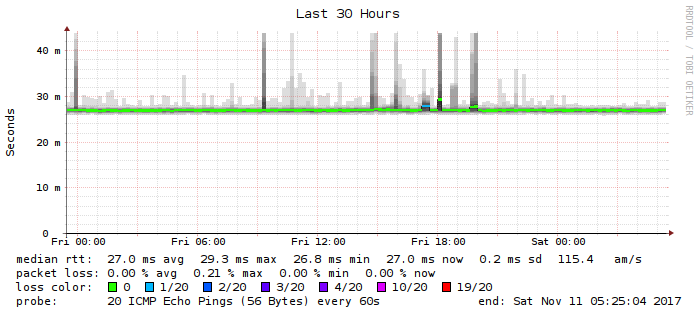 Last 30 Hours
RRDTOOL / TOBI OETIKER
Seconds
40 m
30 m
20 m
10 m
0
Fri 00:00 Fri 06:00 Fri 12:00 Fri 18:00 Sat 00:00
median rtt: 27.0 ms avg 29.3 ms max 26.8 ms min 27.0 ms now 0.2 ms sd 115.4 am/s
packet loss: 0.00 % avg 0.21 % max 0.00 % min 0.00 % now
loss color: 0 1/20 2/20 3/20 4/20 10/20 19/20
probe: 20 ICMP Echo Pings (56 Bytes) every 60s end: Sat Nov 11 05:25:04 2017